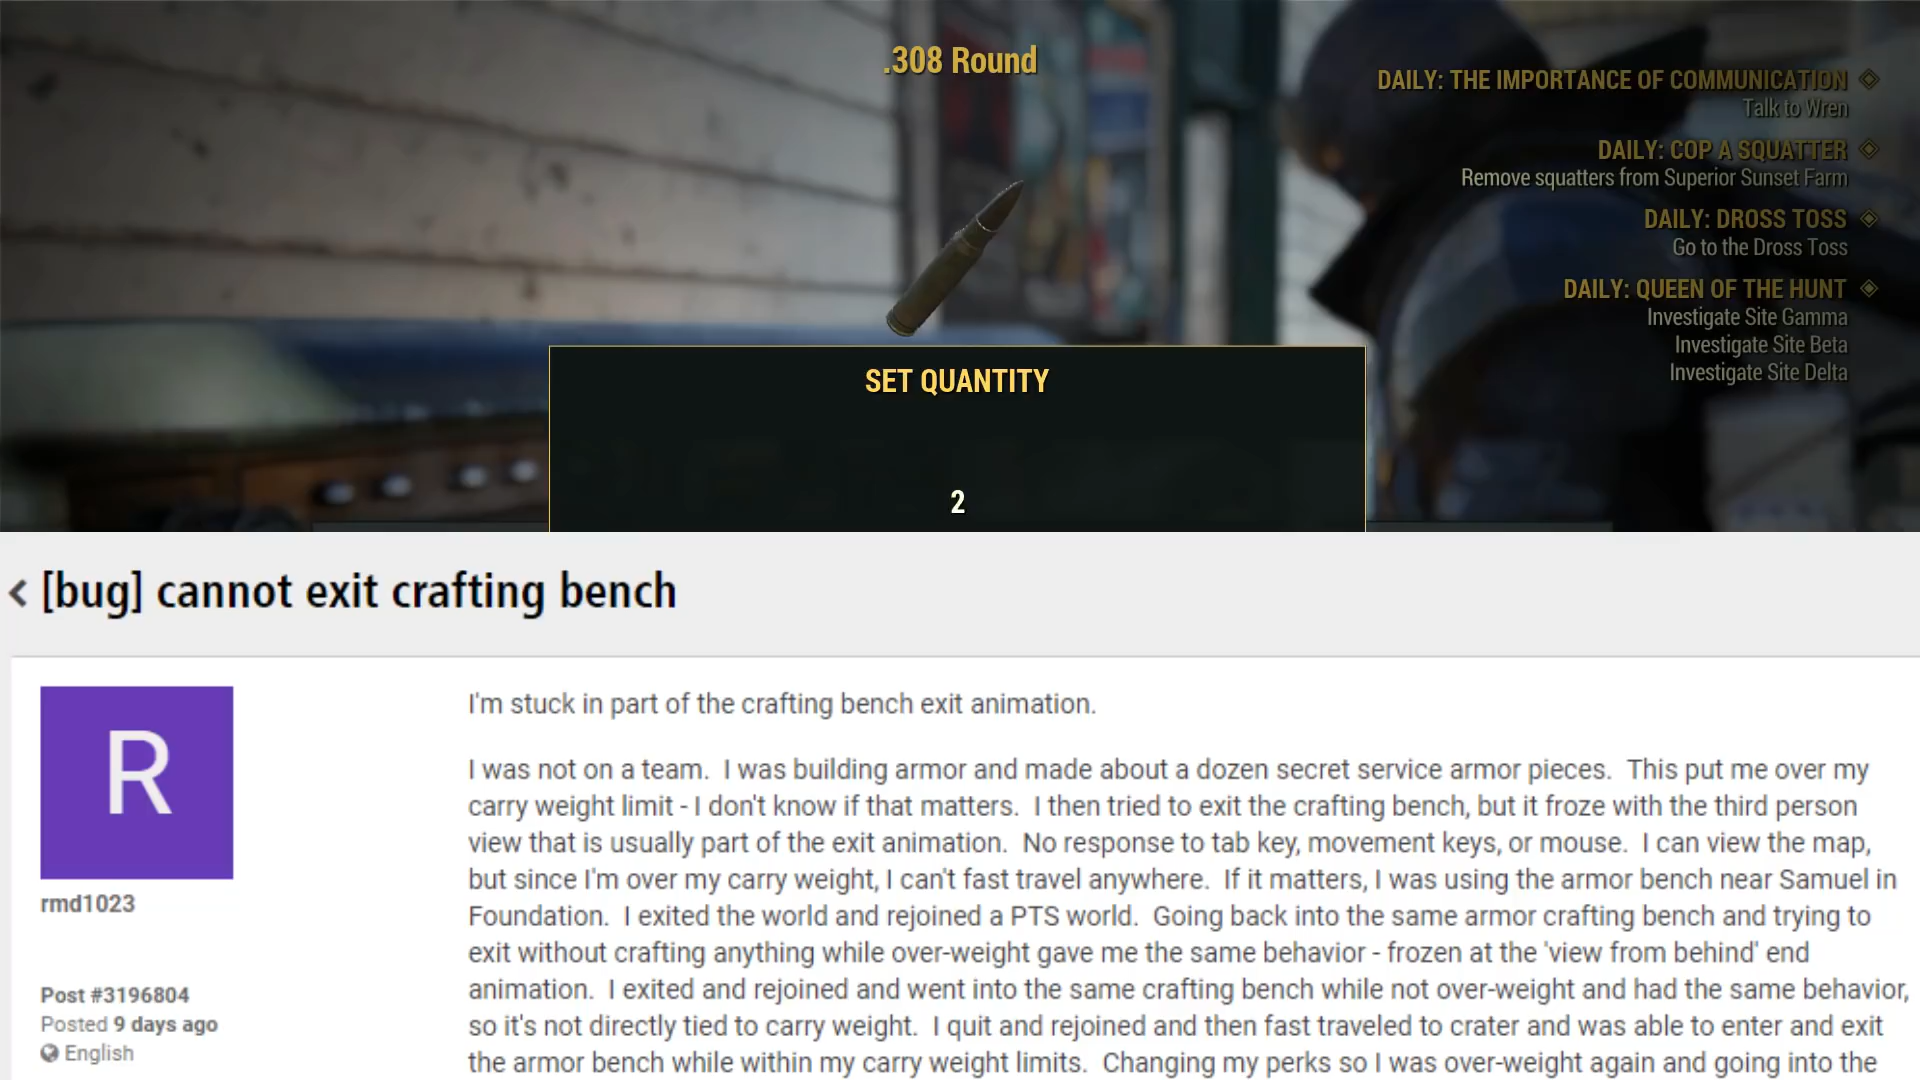 .308 Round
DAILY: THE IMPORTANCE OF COMMUNICATION
Talk to Wren
DAILY: COP A SQUATTER
Remove squatters from Superior Sunset Farm
DAILY: DROSS TOSS
Go to the Dross Toss
DAILY: QUEEN OF THE HUNT
Investigate Site Gamma
Investigate Site Beta
Investigate Site Delta
SET QUANTITY
2
< [bug] cannot exit crafting bench
R
rmd1023
Post #3196804
Posted 9 days ago
English
I'm stuck in part of the crafting bench exit animation.
I was not on a team.  I was building armor and made about a dozen secret service armor pieces.  This put me over my
carry weight limit - I don't know if that matters.  I then tried to exit the crafting bench, but it froze with the third person
view that is usually part of the exit animation.  No response to tab key, movement keys, or mouse.  I can view the map,
but since I'm over my carry weight, I can't fast travel anywhere.  If it matters, I was using the armor bench near Samuel in
Foundation.  I exited the world and rejoined a PTS world.  Going back into the same armor crafting bench and trying to
exit without crafting anything while over-weight gave me the same behavior - frozen at the 'view from behind' end
animation.  I exited and rejoined and went into the same crafting bench while not over-weight and had the same behavior,
so it's not directly tied to carry weight.  I quit and rejoined and then fast traveled to crater and was able to enter and exit
the armor bench while within my carry weight limits.  Changing my perks so I was over-weight again and going into the